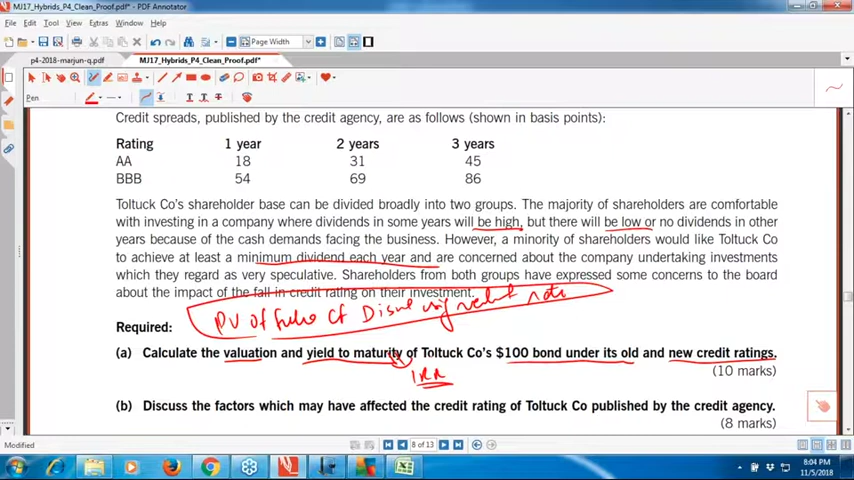 MJ17_Hybrids_P4_Clean_Proof.pdf* - PDF Annotator
File Edit View Extras Window Help
Page Width
p4-2018-marjun-q.pdf MJ17_Hybrids_P4_Clean_Proof.pdf*
Pen
Credit spreads, published by the credit agency, are as follows (shown in basis points):
Rating 1 year 2 years 3 years
AA 18 31 45
BBB 54 69 86
Toltuck Co's shareholder base can be divided broadly into two groups. The majority of shareholders are comfortable
with investing in a company where dividends in some years will be high, but there will be low or no dividends in other
years because of the cash demands facing the business. However, a minority of shareholders would like Toltuck Co
to achieve at least a minimum dividend each year and are concerned about the company undertaking investments
which they regard as very speculative. Shareholders from both groups have expressed some concerns to the board
about the impact of the fall in credit rating on their investment.
PV of future CF
Required:
(a) Calculate the valuation and yield to maturity of Toltuck Co's $100 bond under its old and new credit ratings.
IRR
(10 marks)
(b) Discuss the factors which may have affected the credit rating of Toltuck Co published by the credit agency.
(8 marks)
Modified 8 of 13
8:04 PM
11/5/2018